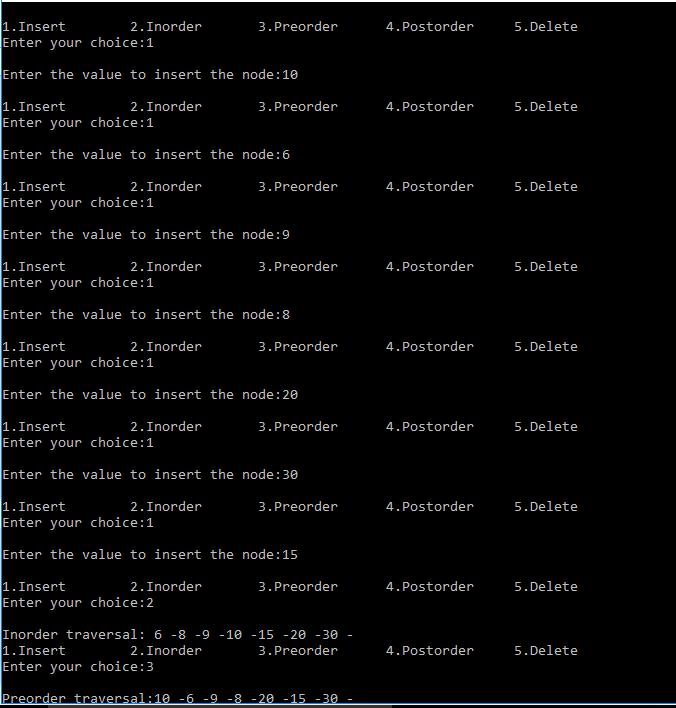 1.Insert        2.Inorder       3.Preorder      4.Postorder     5.Delete
Enter your choice:1
Enter the value to insert the node:10
1.Insert        2.Inorder       3.Preorder      4.Postorder     5.Delete
Enter your choice:1
Enter the value to insert the node:6
1.Insert        2.Inorder       3.Preorder      4.Postorder     5.Delete
Enter your choice:1
Enter the value to insert the node:9
1.Insert        2.Inorder       3.Preorder      4.Postorder     5.Delete
Enter your choice:1
Enter the value to insert the node:8
1.Insert        2.Inorder       3.Preorder      4.Postorder     5.Delete
Enter your choice:1
Enter the value to insert the node:20
1.Insert        2.Inorder       3.Preorder      4.Postorder     5.Delete
Enter your choice:1
Enter the value to insert the node:30
1.Insert        2.Inorder       3.Preorder      4.Postorder     5.Delete
Enter your choice:1
Enter the value to insert the node:15
1.Insert        2.Inorder       3.Preorder      4.Postorder     5.Delete
Enter your choice:2
Inorder traversal: 6 -8 -9 -10 -15 -20 -30 -
1.Insert        2.Inorder       3.Preorder      4.Postorder     5.Delete
Enter your choice:3
Preorder traversal:10 -6 -9 -8 -20 -15 -30 -